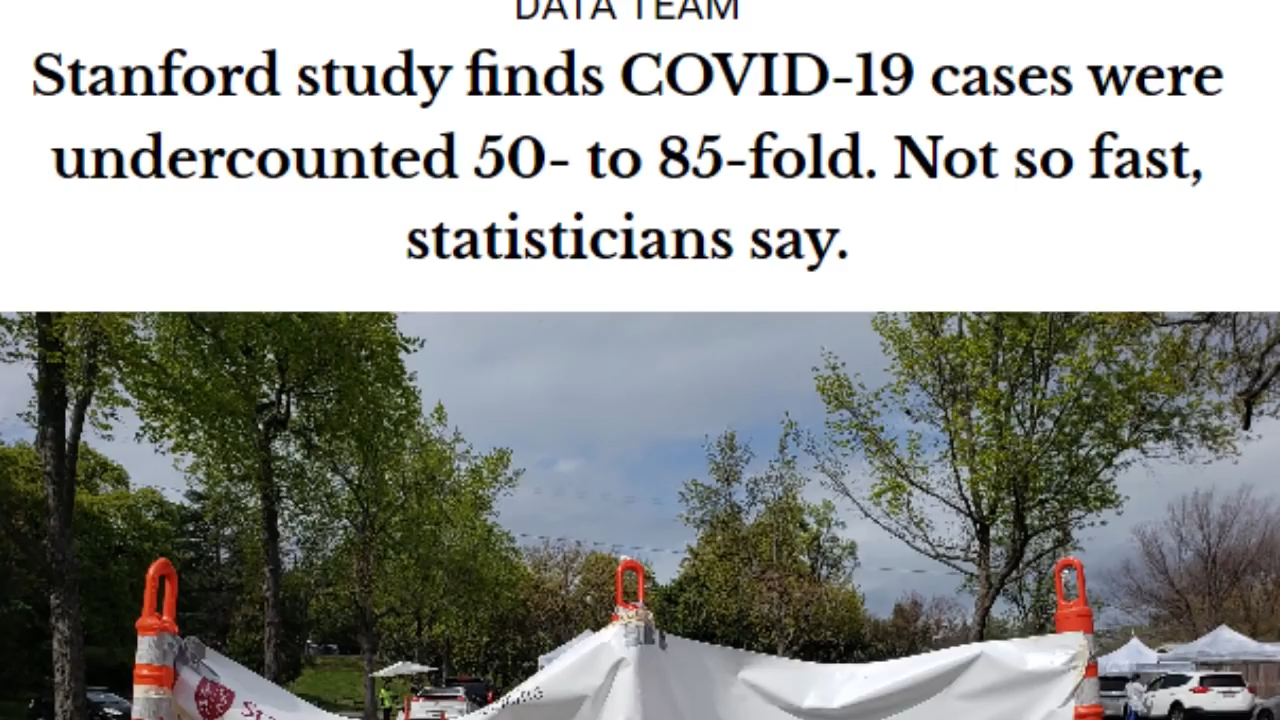 DATA TEAM
Stanford study finds COVID-19 cases were
undercounted 50- to 85-fold. Not so fast,
statisticians say.